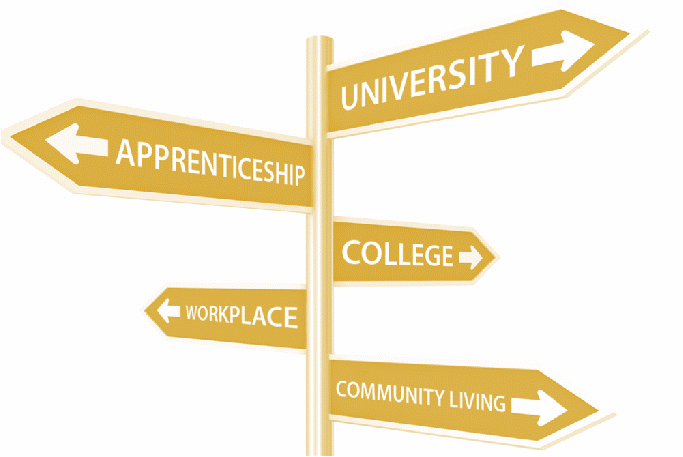 UNIVERSITY
APPRENTICESHIP
COLLEGE
WORKPLACE
COMMUNITY LIVING